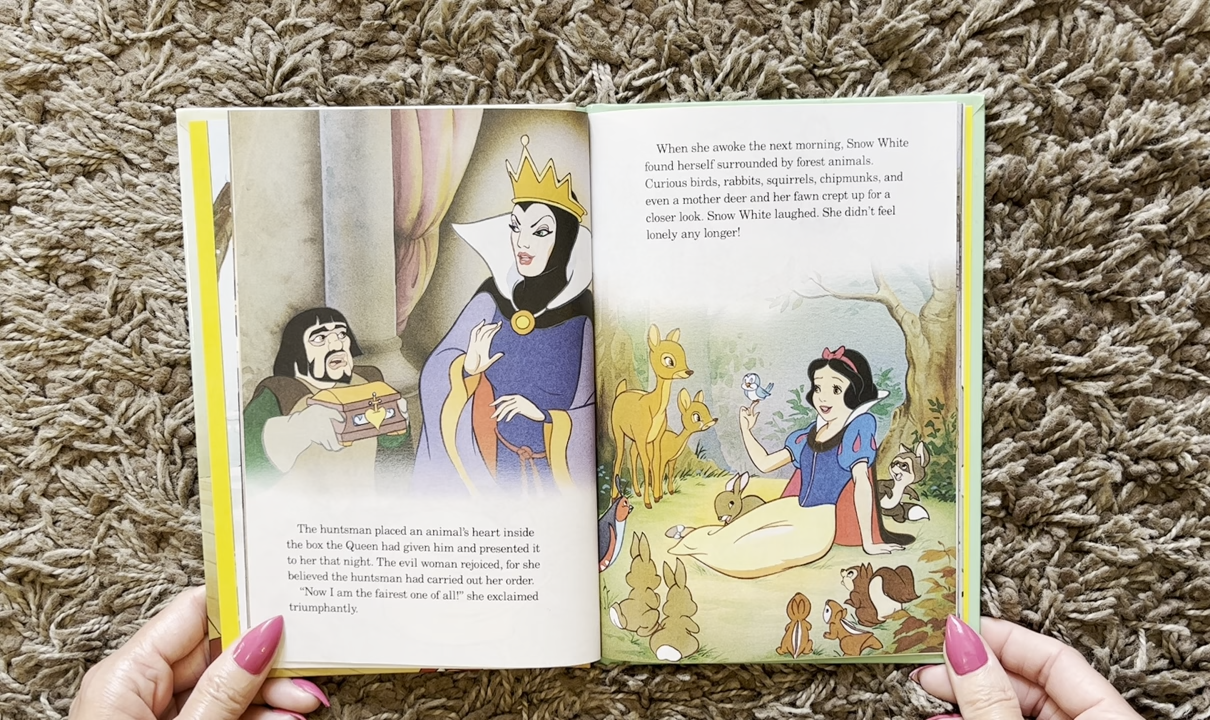 The huntsman placed an animal's heart inside
the box the Queen had given him and presented it
to her that night. The evil woman rejoiced, for she
believed the huntsman had carried out her order.
"Now I am the fairest one of all!" she exclaimed
triumphantly.
When she awoke the next morning, Snow White
found herself surrounded by forest animals.
Curious birds, rabbits, squirrels, chipmunks, and
even a mother deer and her fawn crept up for a
closer look. Snow White laughed. She didn't feel
lonely any longer!